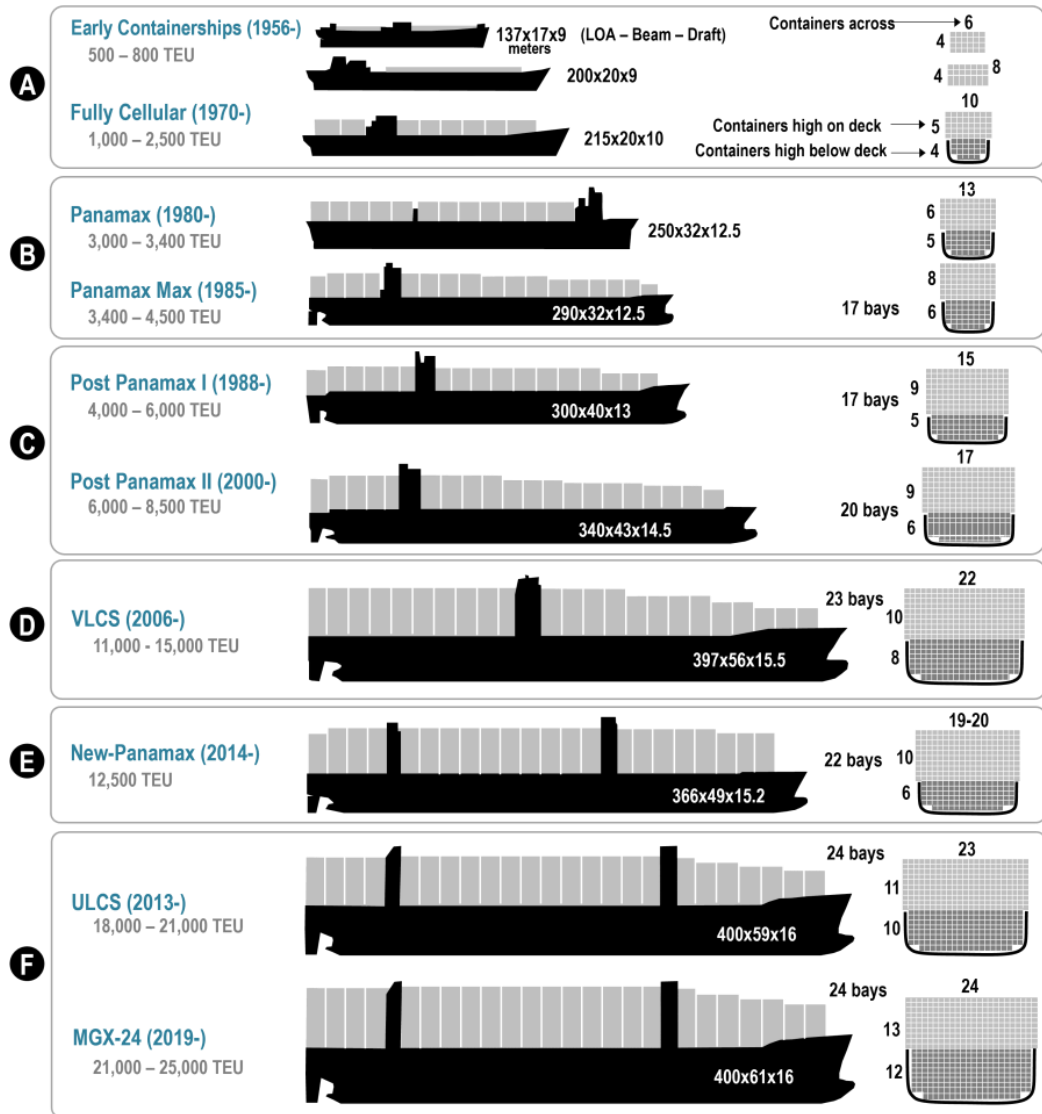 A
Early Containerships (1956-)
500 – 800 TEU
137x17x9
meters
(LOA – Beam – Draft)
Containers across
6
4
200x20x9
4
8
Fully Cellular (1970-)
1,000 – 2,500 TEU
215x20x10
10
Containers high on deck
5
Containers high below deck
4
B
Panamax (1980-)
3,000 – 3,400 TEU
250x32x12.5
13
6
5
Panamax Max (1985-)
3,400 – 4,500 TEU
290x32x12.5
17 bays
8
6
C
Post Panamax I (1988-)
4,000 – 6,000 TEU
300x40x13
17 bays
15
9
5
Post Panamax II (2000-)
6,000 – 8,500 TEU
340x43x14.5
20 bays
17
9
6
D
VLCS (2006-)
11,000 - 15,000 TEU
397x56x15.5
23 bays
22
10
8
E
New-Panamax (2014-)
12,500 TEU
366x49x15.2
22 bays
19-20
10
6
F
ULCS (2013-)
18,000 – 21,000 TEU
400x59x16
24 bays
23
11
10
MGX-24 (2019-)
21,000 – 25,000 TEU
400x61x16
24 bays
24
13
12